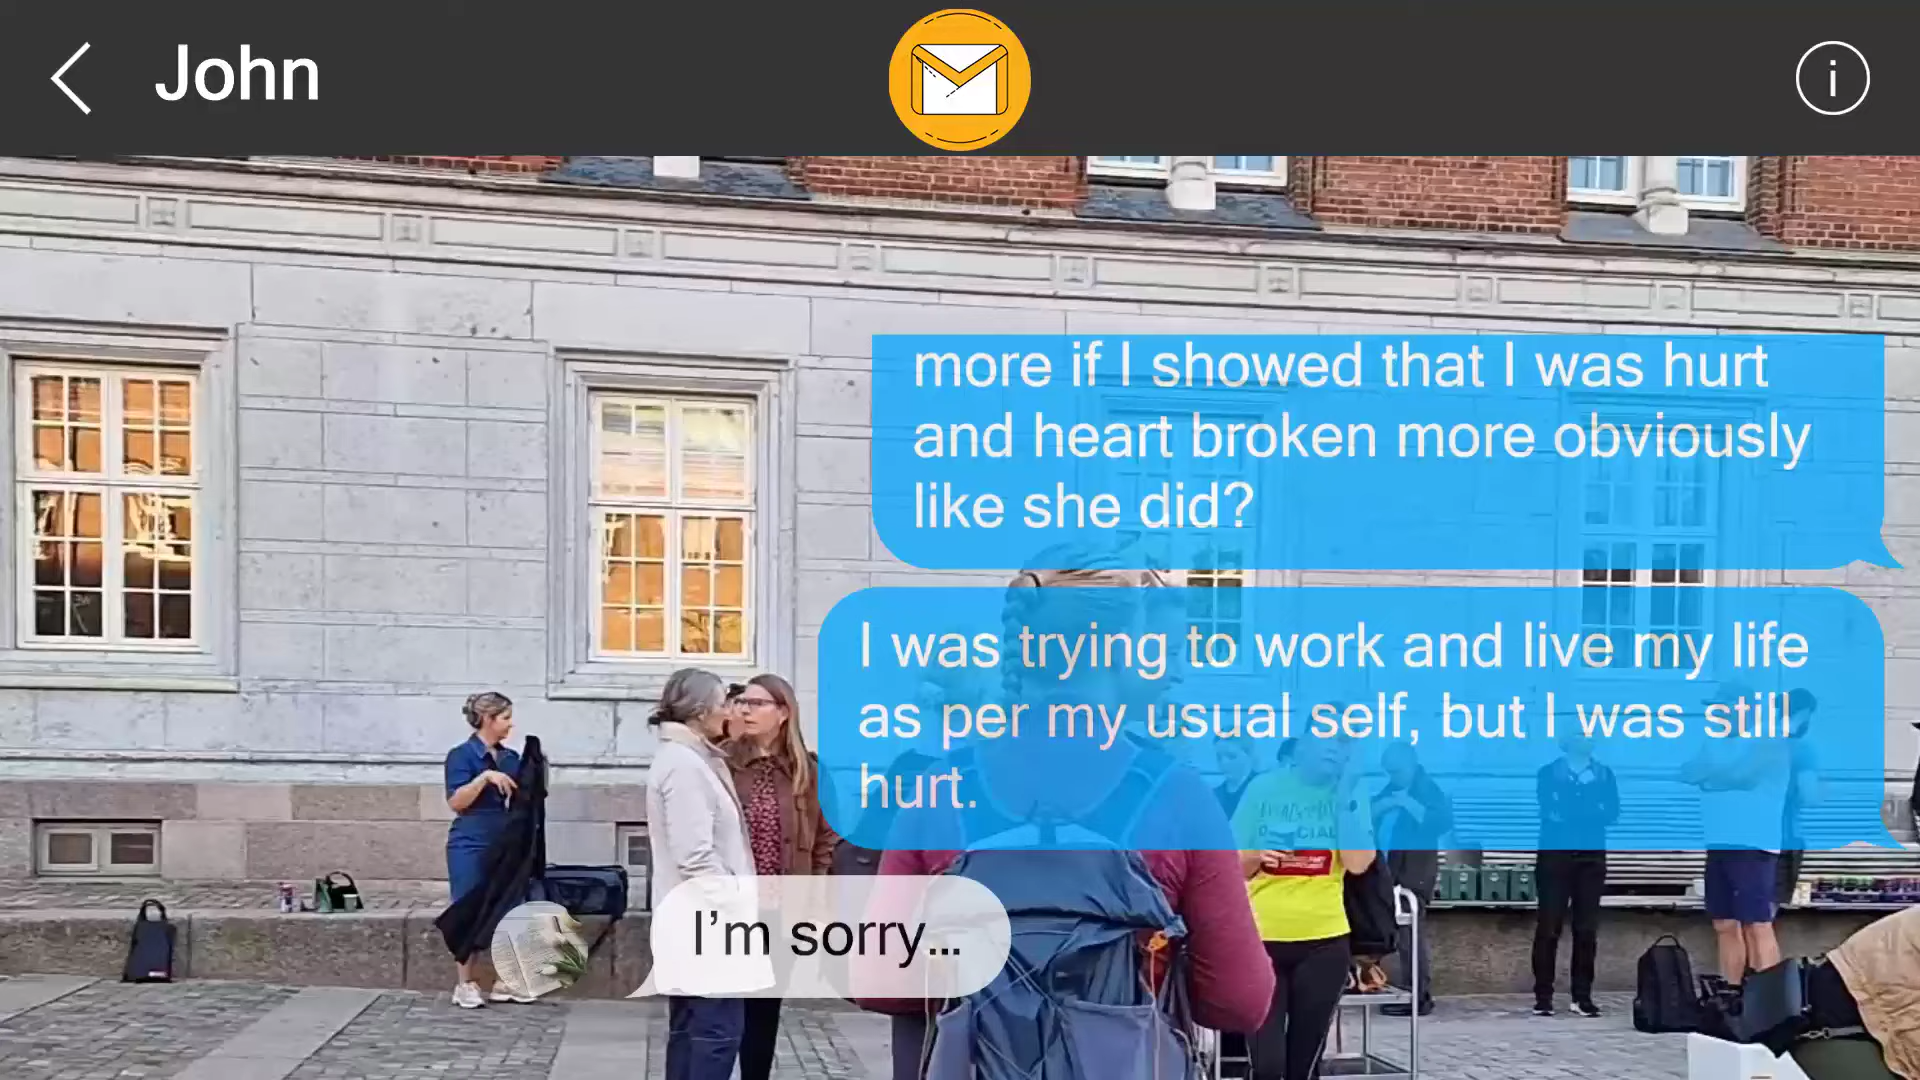 John
more if I showed that I was hurt
and heart broken more obviously
like she did?
I was trying to work and live my life
as per my usual self, but I was still
hurt.
I'm sorry...